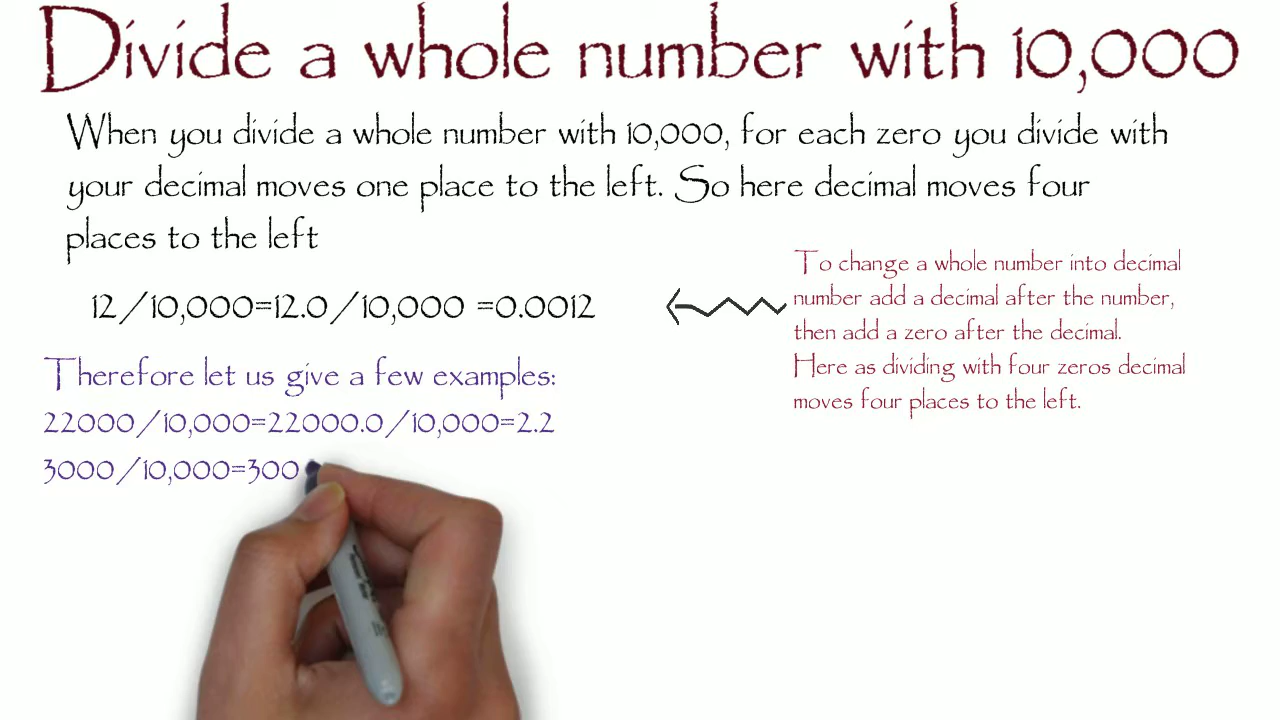 Divide a whole number with 10,000
When you divide a whole number with 10,000, for each zero you divide with
your decimal moves one place to the left. So here decimal moves four
places to the left
12/10,000=12.0/10,000 =0.0012
To change a whole number into decimal
number add a decimal after the number,
then add a zero after the decimal.
Here as dividing with four zeros decimal
moves four places to the left.
Therefore let us give a few examples:
22000/10,000=22000.0/10,000=2.2
3000/10,000=300